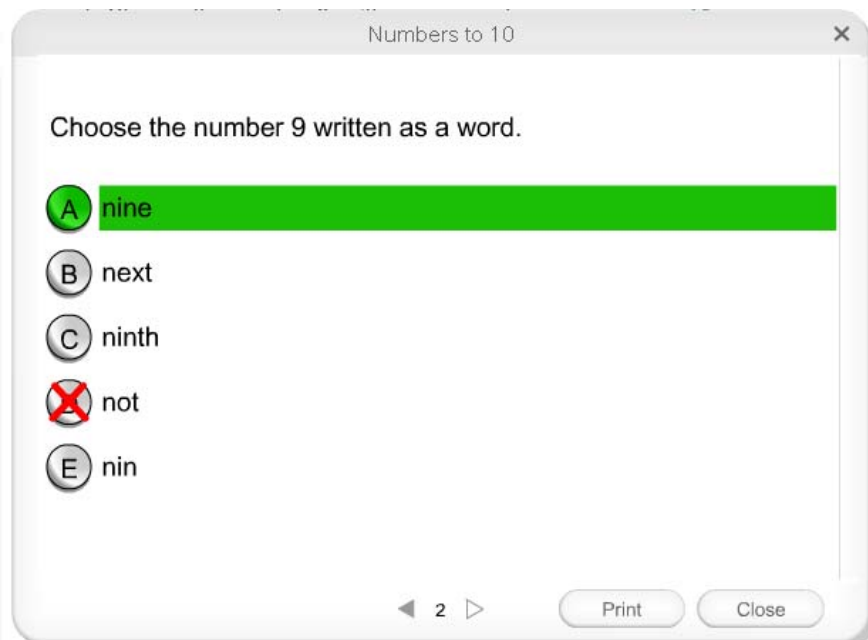 Numbers to 10
Choose the number 9 written as a word.
A nine
B next
C ninth
not
E nin
2
Print Close